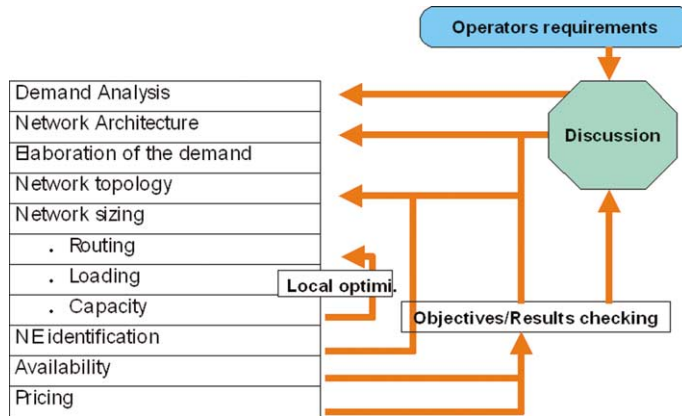 Operators requirements
Demand Analysis
Network Architecture
Elaboration of the demand
Network topology
Network sizing
. Routing
. Loading
. Capacity
NE identification
Availability
Pricing
Discussion
Local optimi.
Objectives/Results checking